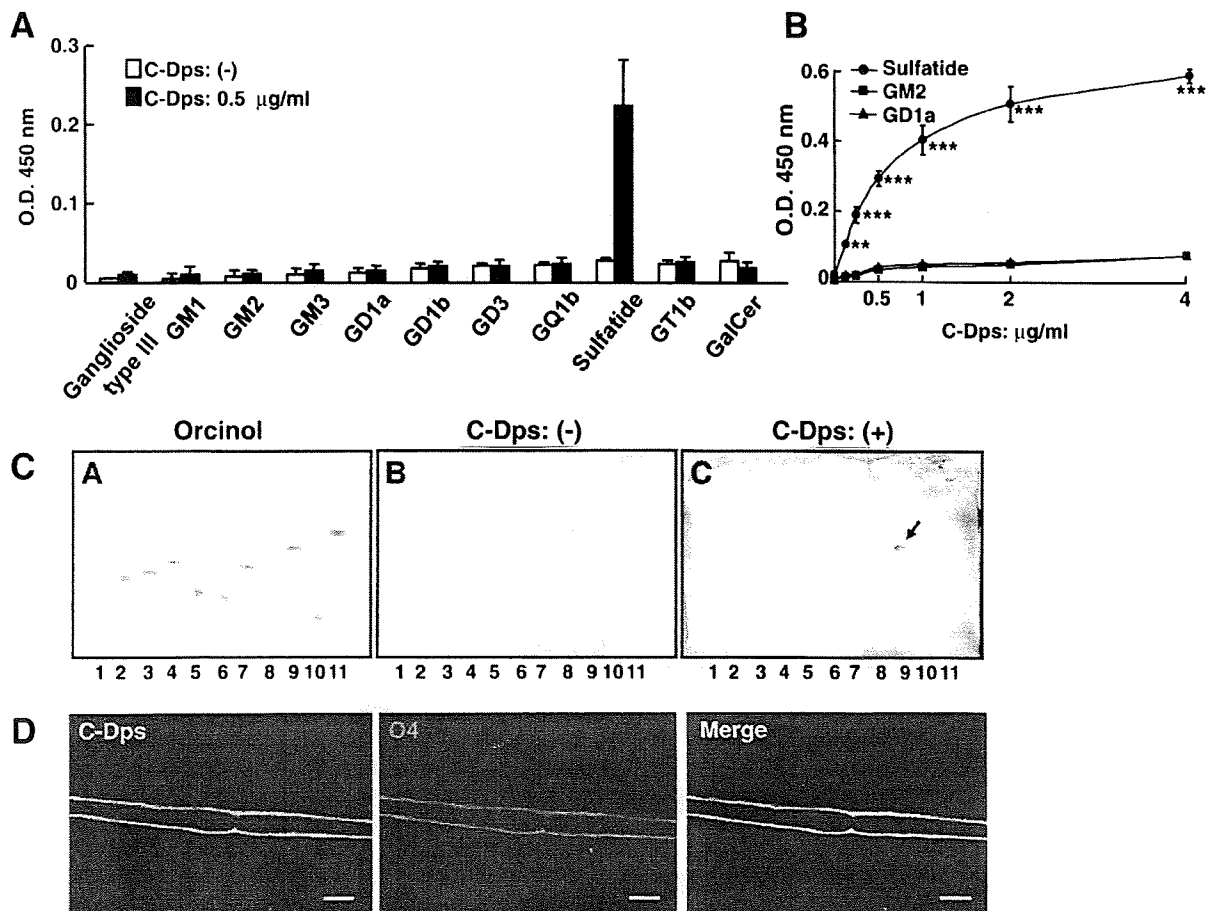 A
0.3
0.2
0.1
0
O.D. 450 nm
C-Dps: (-)
C-Dps: 0.5 µg/ml
Ganglioside type III
GM1
GM2
GM3
GD1a
GD1b
GD3
GQ1b
Sulfatide
GT1b
GalCer
B
0.6
0.4
0.2
0
O.D. 450 nm
Sulfatide
GM2
GD1a
**
***
***
***
***
***
0.5 1 2 4
C-Dps: µg/ml
C
Orcinol
C-Dps: (-)
C-Dps: (+)
A
B
C
1 2 3 4 5 6 7 8 9 10 11
1 2 3 4 5 6 7 8 9 10 11
1 2 3 4 5 6 7 8 9 10 11
D
C-Dps
O4
Merge